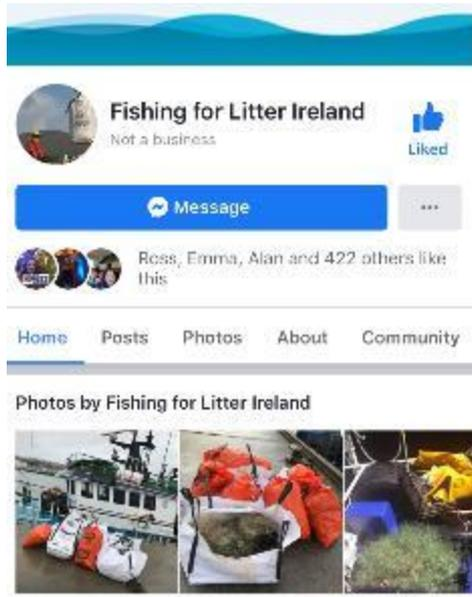 Fishing for Litter Ireland
Not a business
Liked
Message
Ross, Emma, Alan and 422 others like
this
Home Posts Photos About Community
Photos by Fishing for Litter Ireland